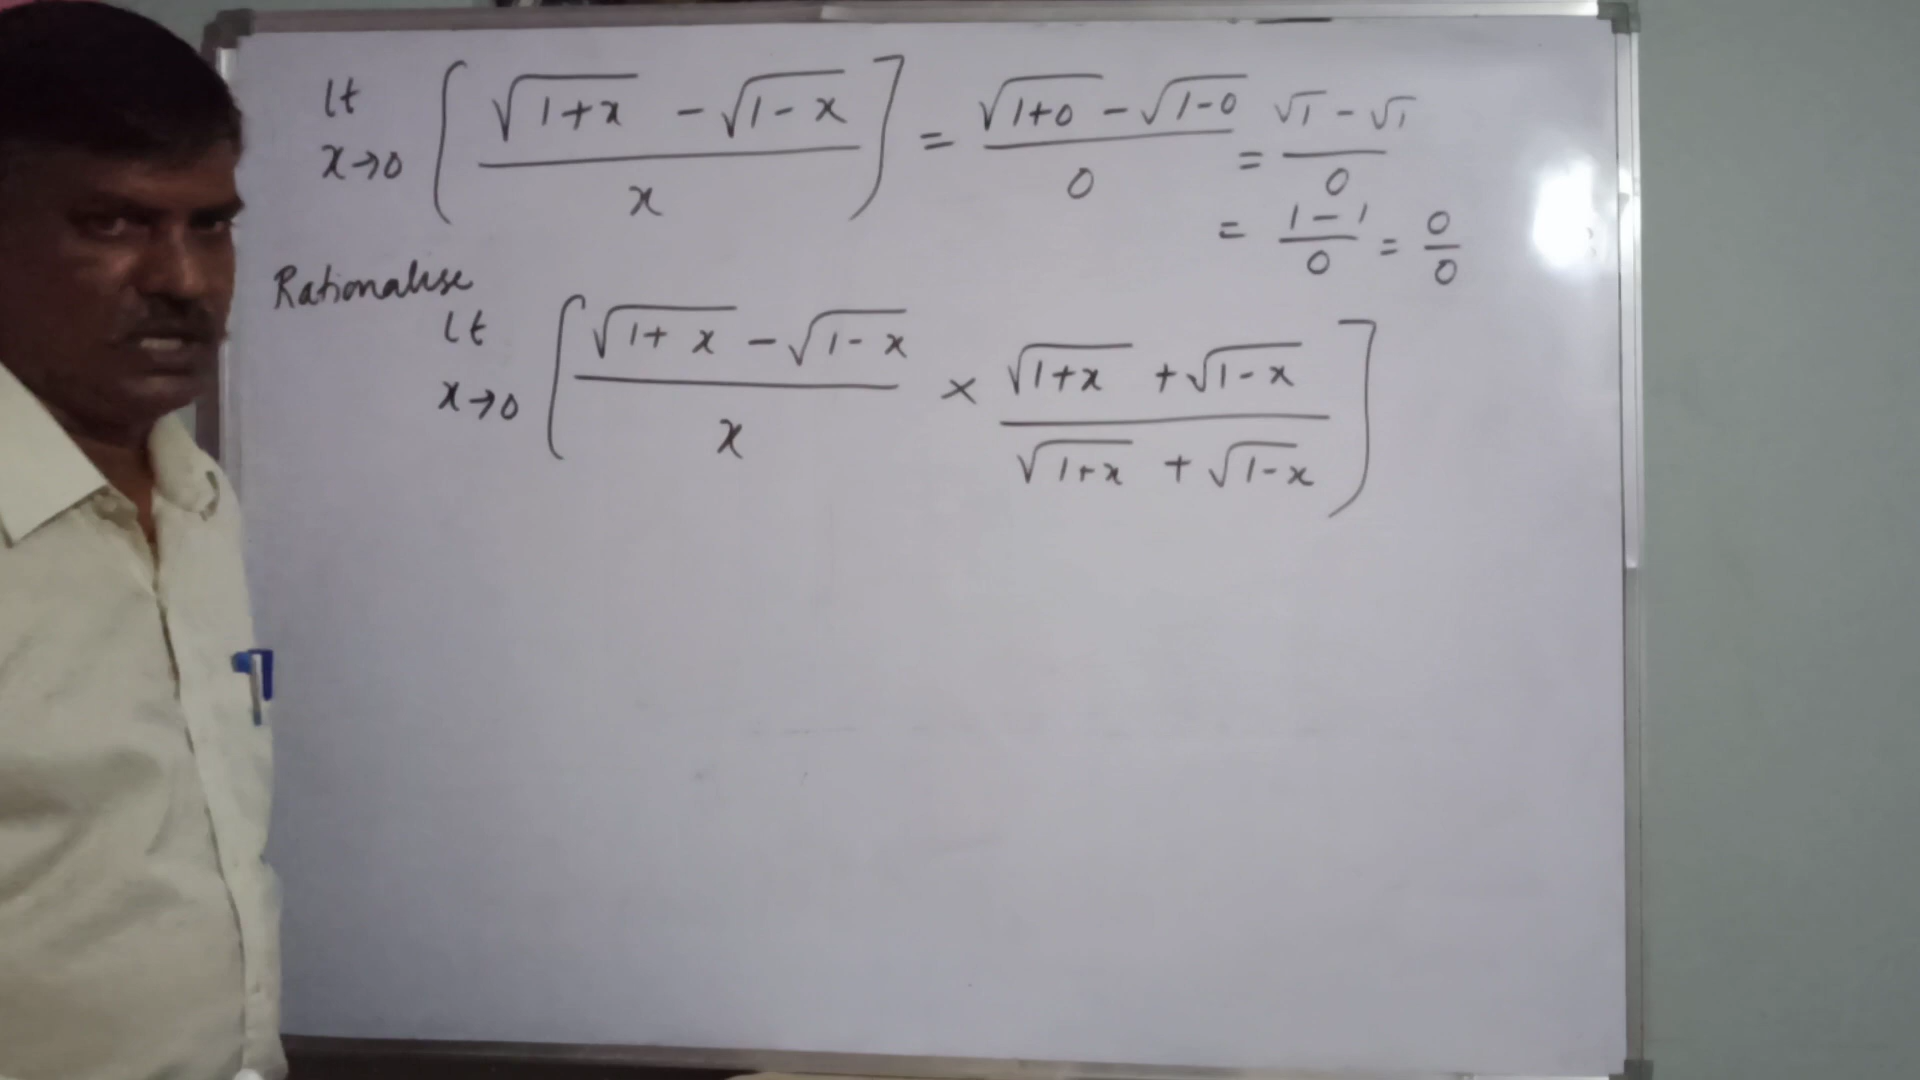 lt x→0 [ (√(1+x) - √(1-x)) / x ] = (√(1+0) - √(1-0)) / 0 = (√1 - √1) / 0
= (1-1) / 0 = 0/0
Rationalise
lt x→0 [ (√(1+x) - √(1-x)) / x × (√(1+x) + √(1-x)) / (√(1+x) + √(1-x)) ]